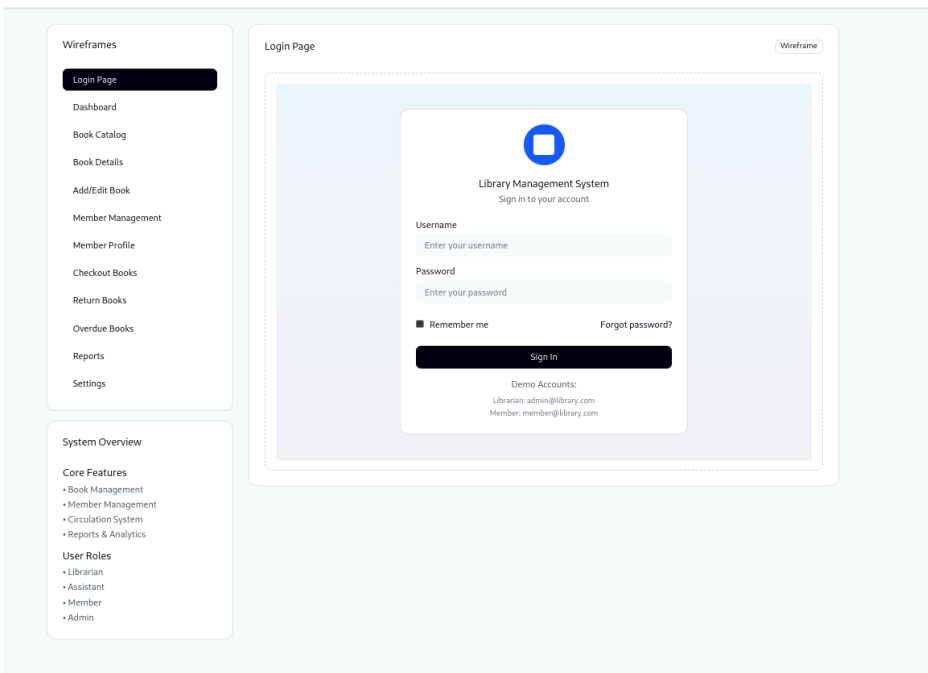 Wireframes
Login Page
Dashboard
Book Catalog
Book Details
Add/Edit Book
Member Management
Member Profile
Checkout Books
Return Books
Overdue Books
Reports
Settings
System Overview
Core Features
• Book Management
• Member Management
• Circulation System
• Reports & Analytics
User Roles
• Librarian
• Assistant
• Member
• Admin
Login Page
Wireframe
Library Management System
Sign in to your account
Username
Enter your username
Password
Enter your password
Remember me
Forgot password?
Sign In
Demo Accounts:
Librarian: admin@library.com
Member: member@library.com